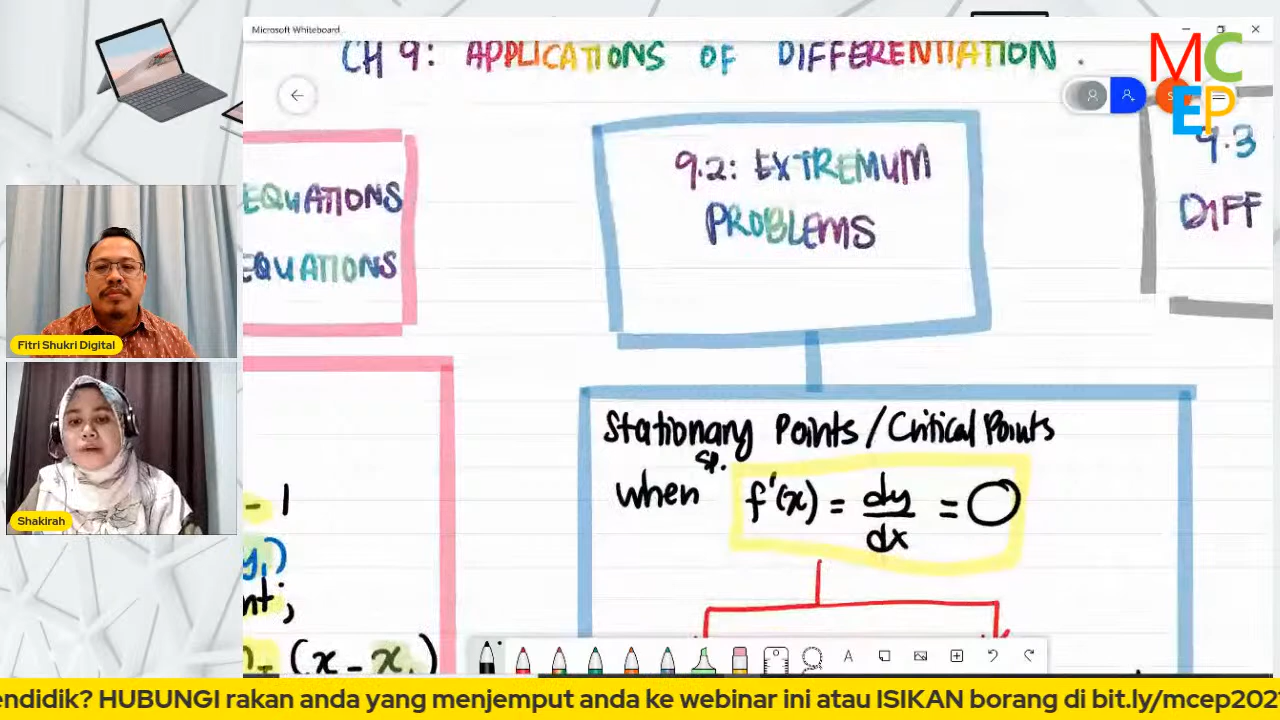 Microsoft Whiteboard
CH 9: APPLICATIONS OF DIFFERENTIATION.
MC
EP
EQUATIONS
EQUATIONS
9.2: EXTREMUM
PROBLEMS
9.3
DIFF
Fitri Shukri Digital
Shakirah
Stationary Points / Critical Points
sp.
when f'(x) = dy/dx = 0
- 1
(x - x
endidik? HUBUNGI rakan anda yang menjemput anda ke webinar ini atau ISIKAN borang di bit.ly/mcep202